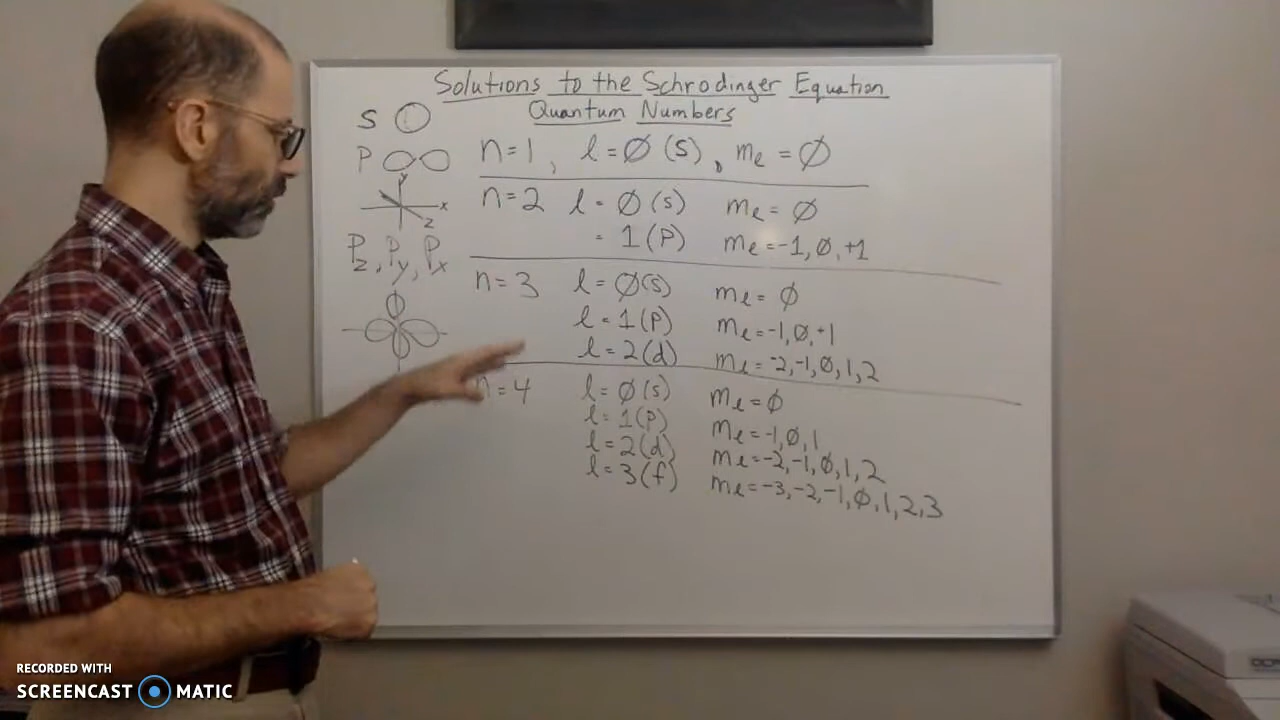 Solutions to the Schrodinger Equation
Quantum Numbers
S
P
y
x
z
Pz, Py, Px
n=1, l=Ø (S), ml=Ø
n=2 l=Ø(s) ml=Ø
=1(P) ml=-1,Ø,+1
n=3 l=Ø(s) ml=Ø
l=1(P) ml=-1,Ø,+1
l=2(d) ml=-2,-1,Ø,1,2
n=4 l=Ø(s) ml=Ø
l=1(P) ml=-1,Ø,1
l=2(d) ml=-2,-1,Ø,1,2
l=3(f) ml=-3,-2,-1,Ø,1,2,3
RECORDED WITH
SCREENCAST MATIC